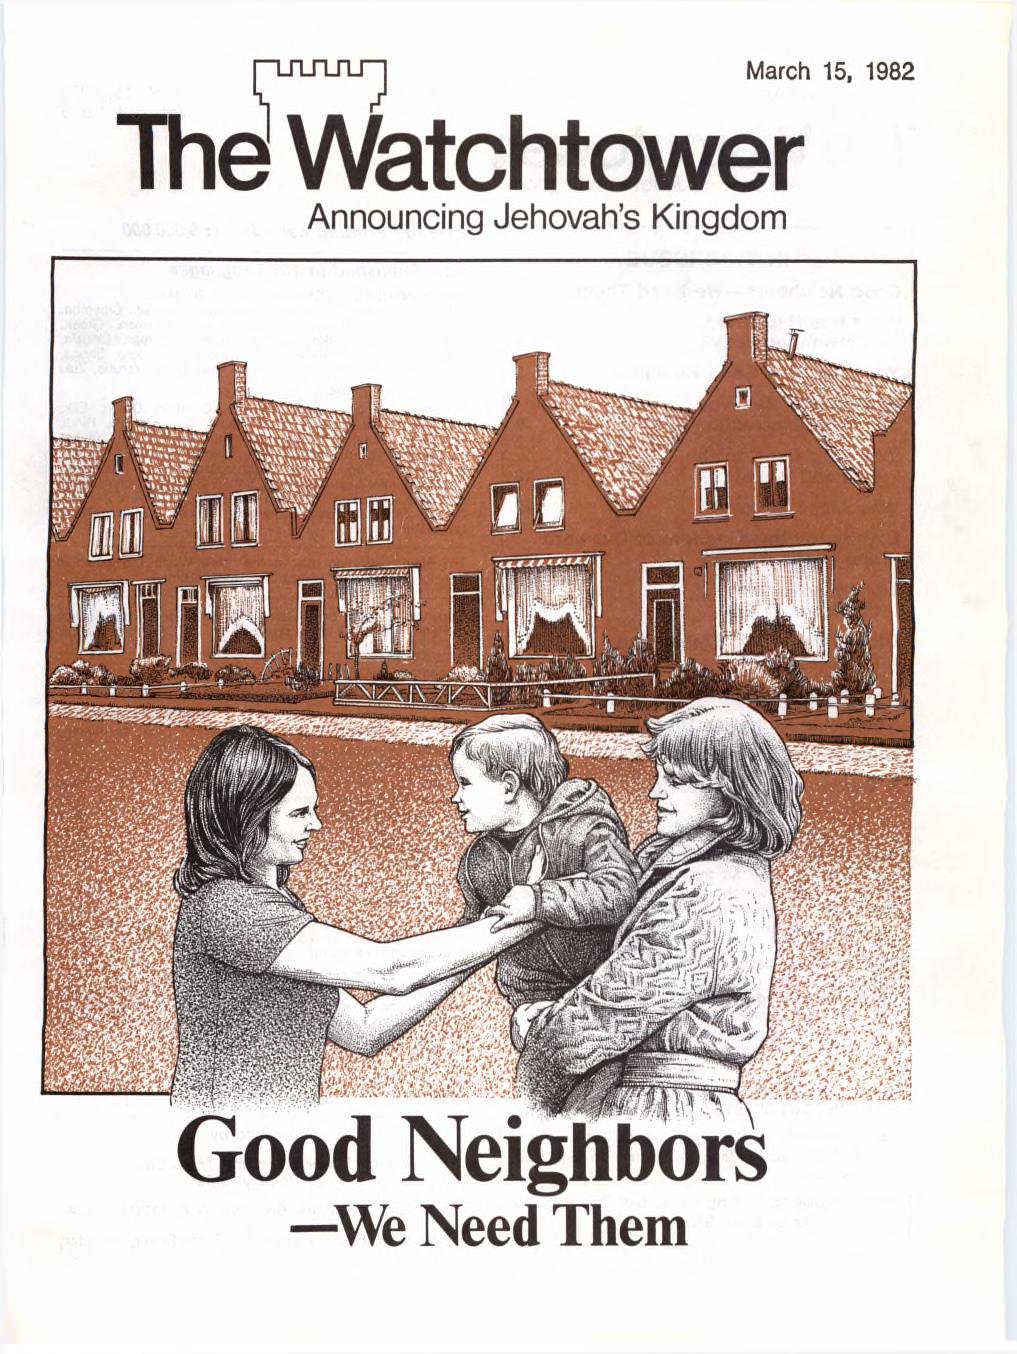 March 15, 1982
The Watchtower
Announcing Jehovah's Kingdom
Good Neighbors
—We Need Them